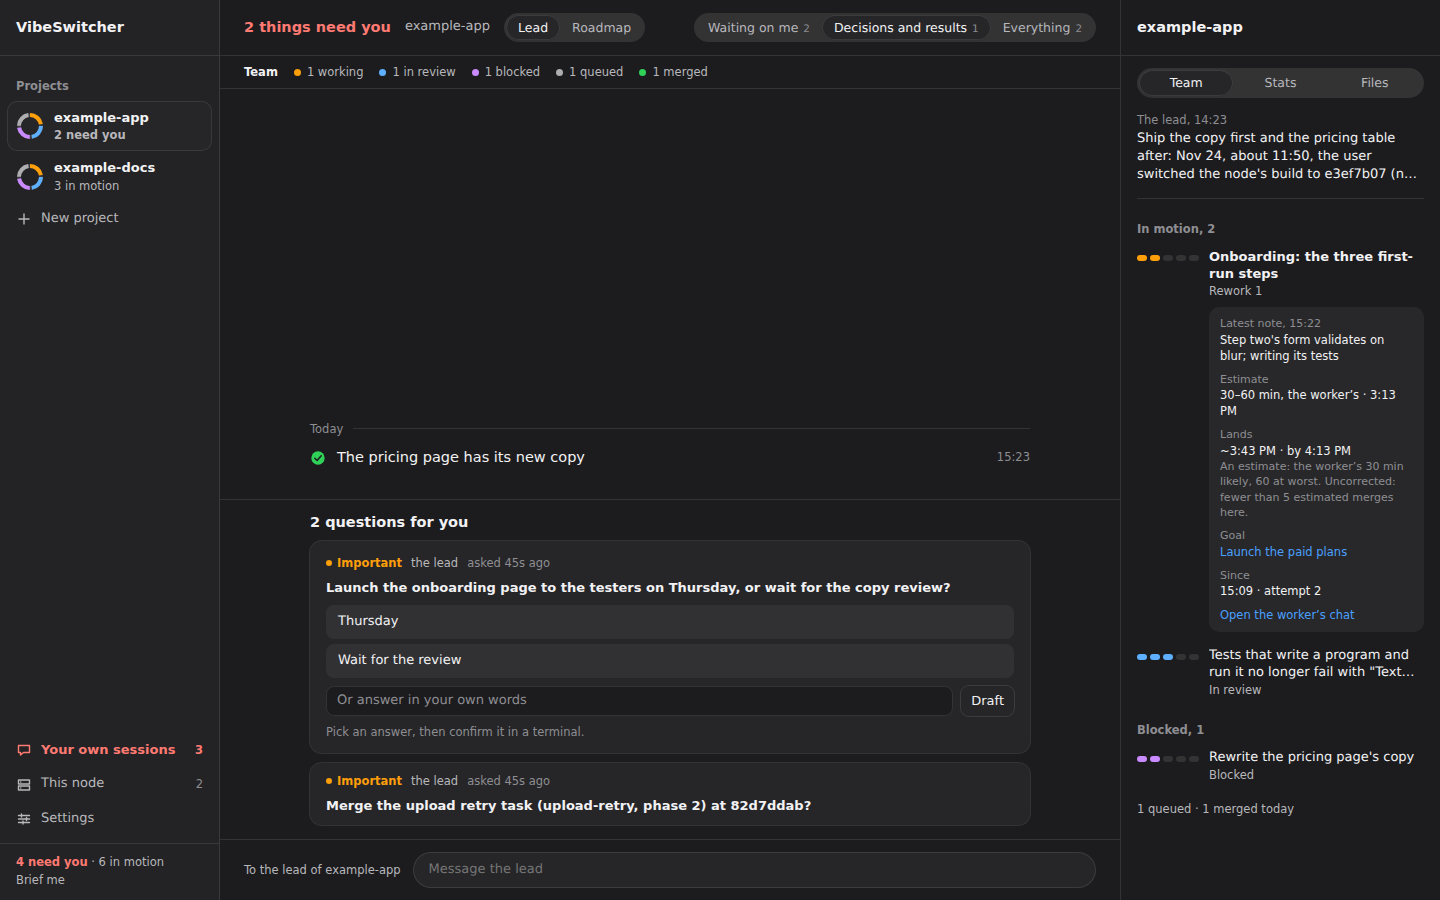 VibeSwitcher
Projects
example-app
2 need you
example-docs
3 in motion
New project
Your own sessions 3
This node 2
Settings
4 need you · 6 in motion
Brief me
2 things need you example-app Lead Roadmap Waiting on me 2 Decisions and results 1 Everything 2
Team 1 working 1 in review 1 blocked 1 queued 1 merged
Today
The pricing page has its new copy 15:23
2 questions for you
Important the lead asked 45s ago
Launch the onboarding page to the testers on Thursday, or wait for the copy review?
Thursday
Wait for the review
Or answer in your own words Draft
Pick an answer, then confirm it in a terminal.
Important the lead asked 45s ago
Merge the upload retry task (upload-retry, phase 2) at 82d7ddab?
To the lead of example-app Message the lead
example-app
Team Stats Files
The lead, 14:23
Ship the copy first and the pricing table
after: Nov 24, about 11:50, the user
switched the node's build to e3ef7b07 (n…
In motion, 2
Onboarding: the three first-
run steps
Rework 1
Latest note, 15:22
Step two's form validates on
blur; writing its tests
Estimate
30–60 min, the worker’s · 3:13
PM
Lands
~3:43 PM · by 4:13 PM
An estimate: the worker’s 30 min
likely, 60 at worst. Uncorrected:
fewer than 5 estimated merges
here.
Goal
Launch the paid plans
Since
15:09 · attempt 2
Open the worker’s chat
Tests that write a program and
run it no longer fail with "Text…
In review
Blocked, 1
Rewrite the pricing page's copy
Blocked
1 queued · 1 merged today